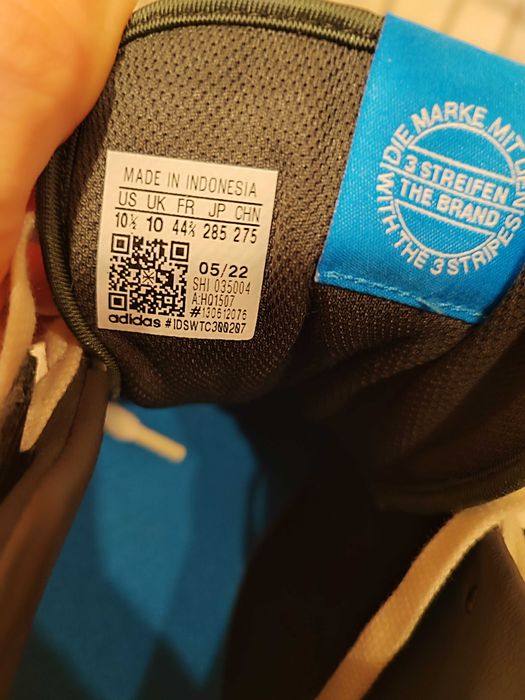 MADE IN INDONESIA
US UK FR JP CHN
10½ 10 44⅔ 285 275
05/22
SHI 035004
A:HQ1507
#130612076
adidas #IDSWTC300207
DIE MARKE MIT DEN
3 STREIFEN
THE BRAND
WITH THE 3 STRIPES